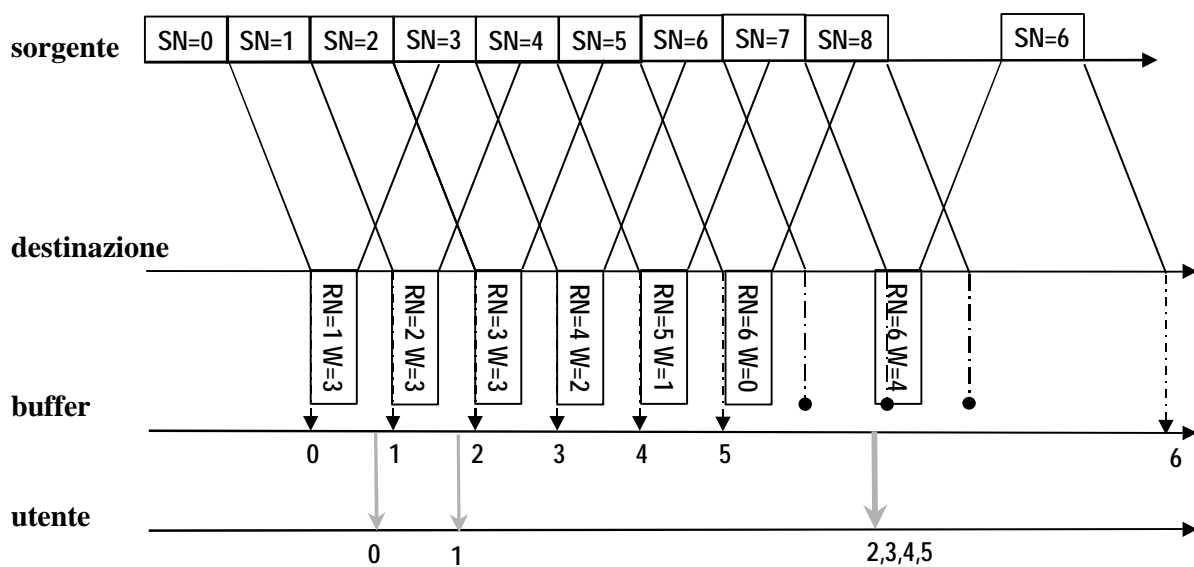 sorgente SN=0 SN=1 SN=2 SN=3 SN=4 SN=5 SN=6 SN=7 SN=8 SN=6
destinazione
RN=1 W=3
RN=2 W=3
RN=3 W=3
RN=4 W=2
RN=5 W=1
RN=6 W=0
RN=6 W=4
buffer
0 1 2 3 4 5 6
utente
0 1 2,3,4,5